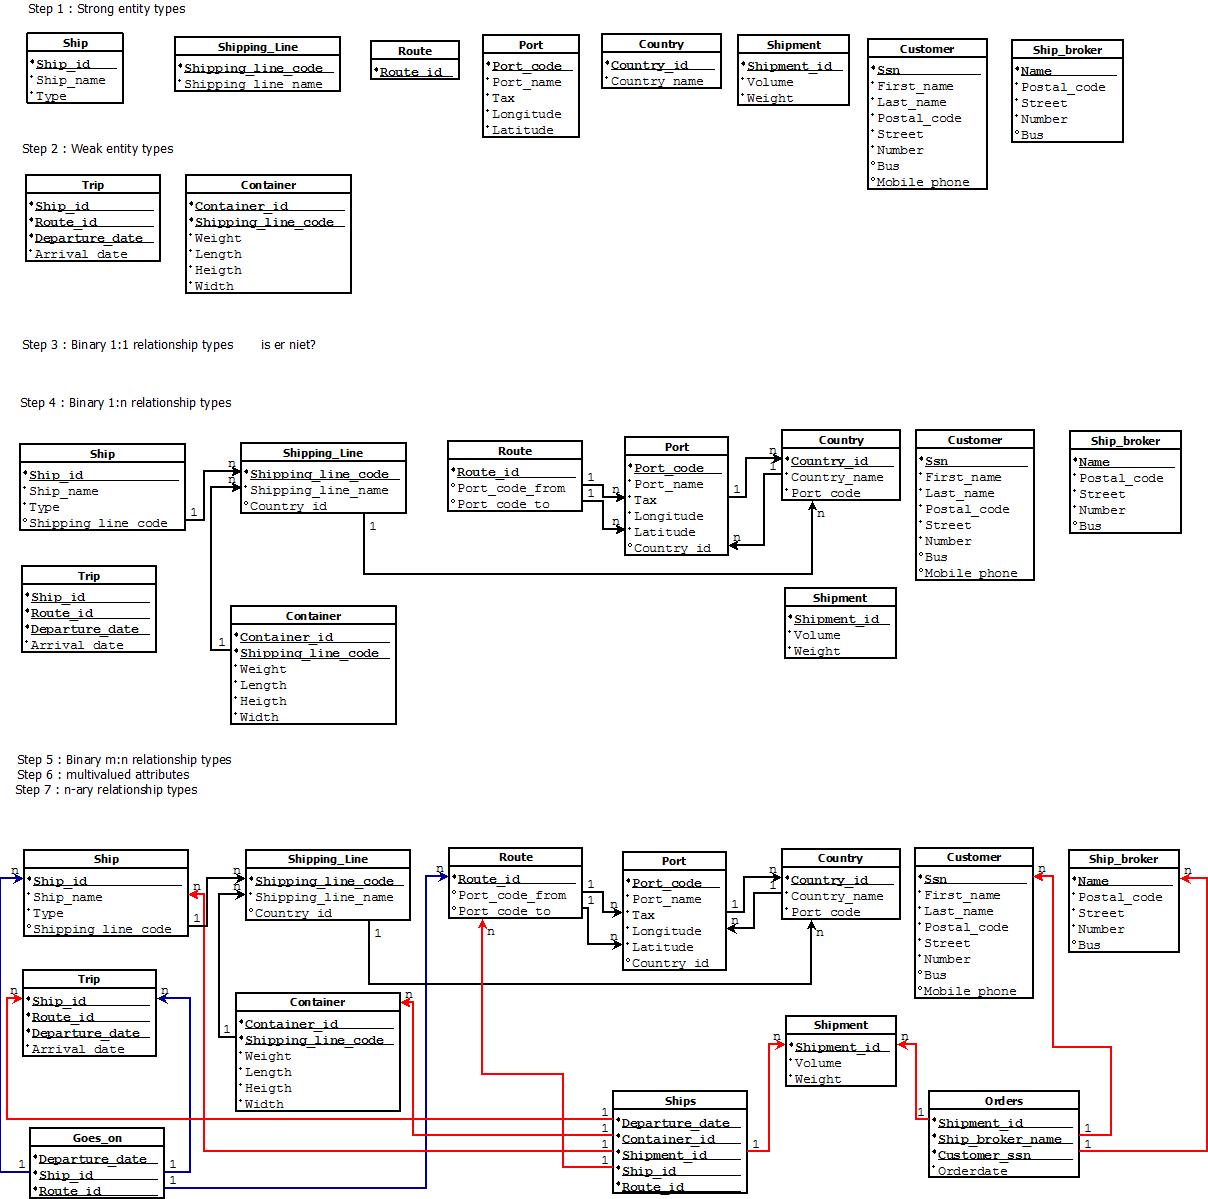 Step 1 : Strong entity types
Ship
Ship_id
Ship_name
Type
Shipping_Line
Shipping_line_code
Shipping_line_name
Route
Route_id
Port
Port_code
Port_name
Tax
Longitude
Latitude
Country
Country_id
Country_name
Shipment
Shipment_id
Volume
Weight
Customer
Ssn
First_name
Last_name
Postal_code
Street
Number
Bus
Mobile_phone
Ship_broker
Name
Postal_code
Street
Number
Bus
Step 2 : Weak entity types
Trip
Ship_id
Route_id
Departure_date
Arrival_date
Container
Container_id
Shipping_line_code
Weight
Length
Heigth
Width
Step 3 : Binary 1:1 relationship types is er niet?
Step 4 : Binary 1:n relationship types
Ship
Ship_id
Ship_name
Type
Shipping_line_code
1
n
n
Shipping_Line
Shipping_line_code
Shipping_line_name
Country_id
1
Route
Route_id
Port_code_from
Port_code_to
1
1
n
n
Port
Port_code
Port_name
Tax
Longitude
Latitude
Country_id
1
n
n
1
Country
Country_id
Country_name
Port_code
n
Customer
Ssn
First_name
Last_name
Postal_code
Street
Number
Bus
Mobile_phone
Ship_broker
Name
Postal_code
Street
Number
Bus
Trip
Ship_id
Route_id
Departure_date
Arrival_date
1
Container
Container_id
Shipping_line_code
Weight
Length
Heigth
Width
Shipment
Shipment_id
Volume
Weight
Step 5 : Binary m:n relationship types
Step 6 : multivalued attributes
Step 7 : n-ary relationship types
n
Ship
Ship_id
Ship_name
Type
Shipping_line_code
n
1
n
n
Shipping_Line
Shipping_line_code
Shipping_line_name
Country_id
1
n
Route
Route_id
Port_code_from
Port_code_to
n
1
1
n
n
Port
Port_code
Port_name
Tax
Longitude
Latitude
Country_id
1
n
n
1
Country
Country_id
Country_name
Port_code
n
Customer
Ssn
First_name
Last_name
Postal_code
Street
Number
Bus
Mobile_phone
n
Ship_broker
Name
Postal_code
Street
Number
Bus
n
n
Trip
Ship_id
Route_id
Departure_date
Arrival_date
n
1
Container
Container_id
Shipping_line_code
Weight
Length
Heigth
Width
n
n
Shipment
Shipment_id
Volume
Weight
n
1
Goes_on
Departure_date
Ship_id
Route_id
1
1
1
1
1
1
Ships
Departure_date
Container_id
Shipment_id
Ship_id
Route_id
1
1
Orders
Shipment_id
Ship_broker_name
Customer_ssn
Orderdate
1
1